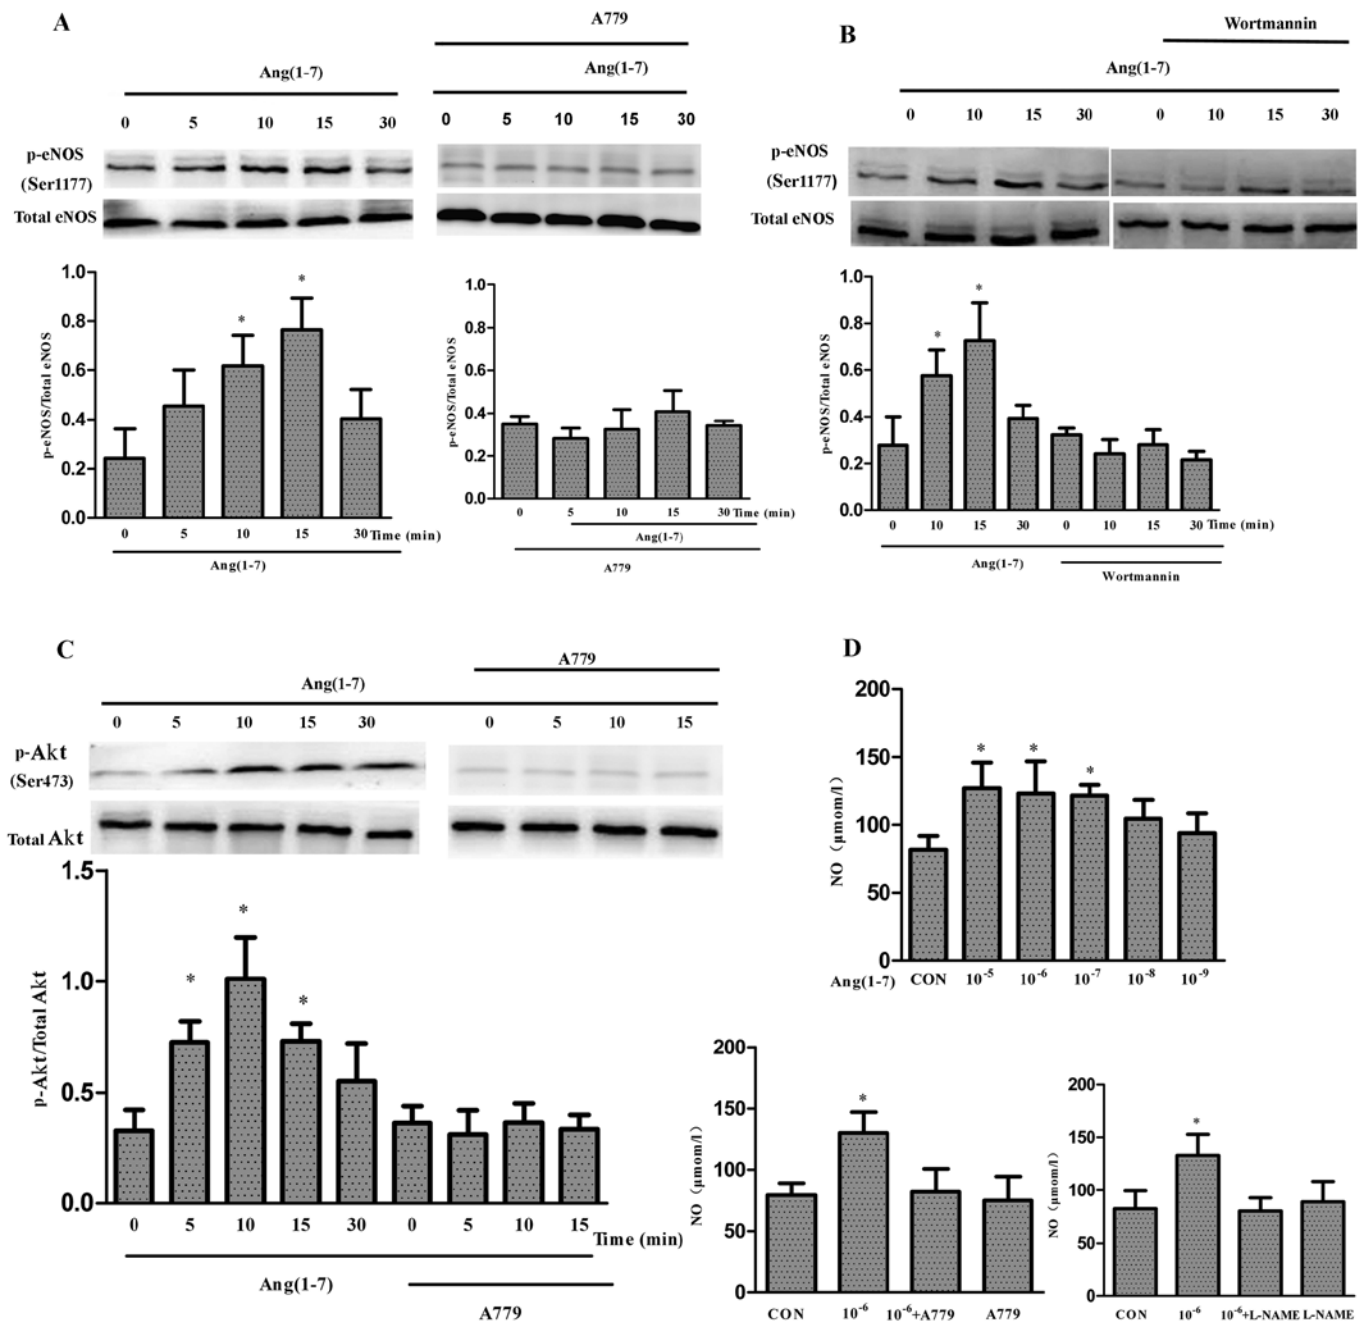 A
A779
Ang(1-7)
Ang(1-7)
0 5 10 15 30
0 5 10 15 30
p-eNOS
(Ser1177)
Total eNOS
1.0
0.8
0.6
0.4
0.2
0.0
p-eNOS/Total eNOS
* *
0 5 10 15 30 Time (min)
Ang(1-7)
1.0
0.8
0.6
0.4
0.2
0.0
p-eNOS/Total eNOS
0 5 10 15 30 Time (min)
Ang(1-7)
A779
B
Wortmannin
Ang(1-7)
0 10 15 30 0 10 15 30
p-eNOS
(Ser1177)
Total eNOS
1.0
0.8
0.6
0.4
0.2
0.0
p-eNOS/Total eNOS
* *
0 10 15 30 0 10 15 30 Time (min)
Ang(1-7)
Wortmannin
C
A779
Ang(1-7)
0 5 10 15 30 0 5 10 15
p-Akt
(Ser473)
Total Akt
1.5
1.0
0.5
0.0
p-Akt/Total Akt
* * *
0 5 10 15 30 0 5 10 15 Time (min)
Ang(1-7)
A779
D
200
150
100
50
0
NO (μmom/l)
* * *
Ang(1-7) CON 10-5 10-6 10-7 10-8 10-9
200
150
100
50
0
NO (μmom/l)
*
CON 10-6 10-6+A779 A779
200
150
100
50
0
NO (μmom/l)
*
CON 10-6 10-6+L-NAME L-NAME